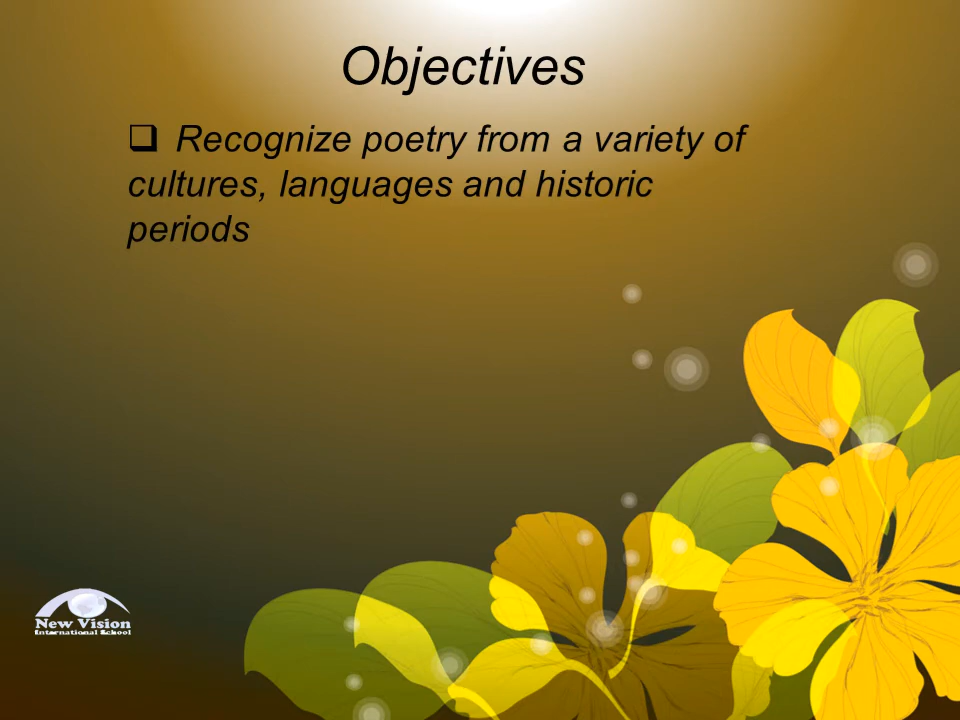 Objectives
❑ Recognize poetry from a variety of
cultures, languages and historic
periods
New Vision
International School